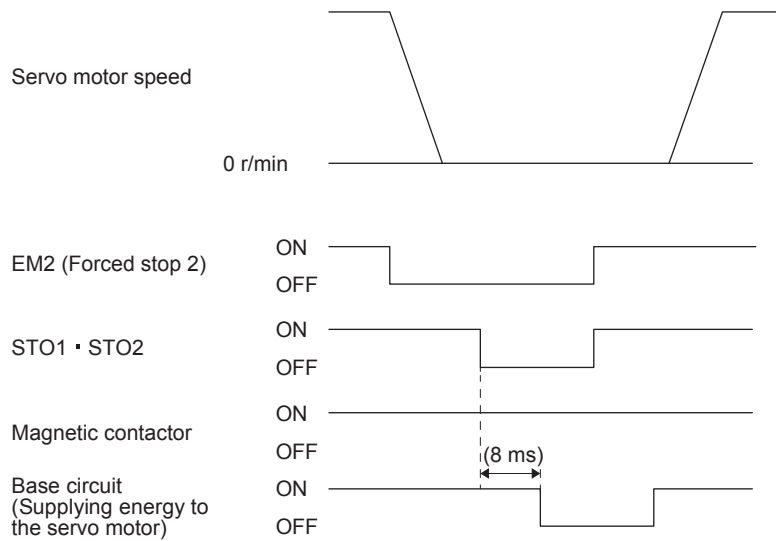 Servo motor speed
0 r/min
EM2 (Forced stop 2)
ON
OFF
STO1・STO2
ON
OFF
Magnetic contactor
ON
OFF
(8 ms)
Base circuit
(Supplying energy to
the servo motor)
ON
OFF